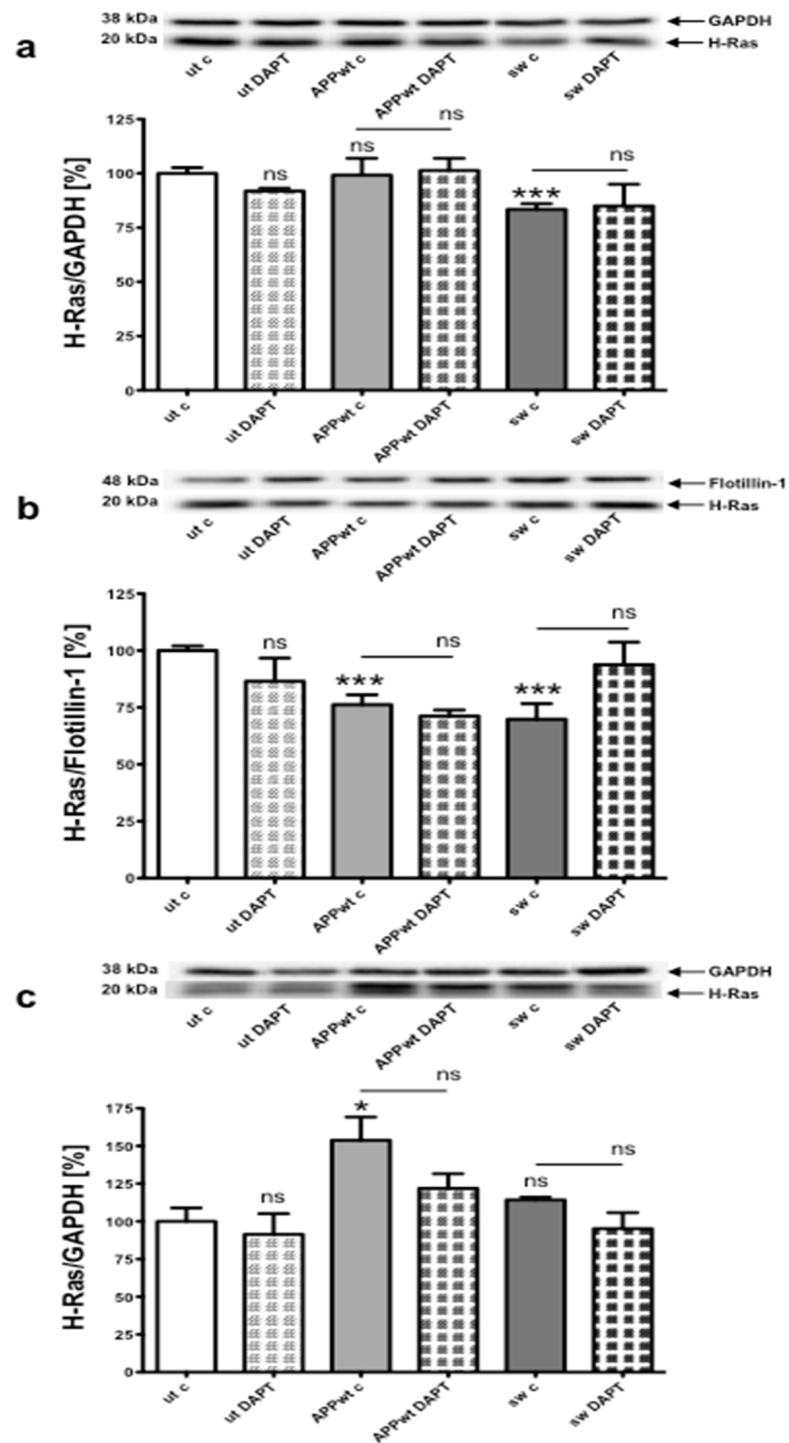 a
38 kDa GAPDH
20 kDa H-Ras
ut c ut DAPT APPwt c APPwt DAPT sw c sw DAPT
H-Ras/GAPDH [%]
125
100
75
50
25
0
ns ns ns *** ns
ut c ut DAPT APPwt c APPwt DAPT sw c sw DAPT
b
48 kDa Flotillin-1
20 kDa H-Ras
ut c ut DAPT APPwt c APPwt DAPT sw c sw DAPT
H-Ras/Flotillin-1 [%]
125
100
75
50
25
0
ns *** ns *** ns
ut c ut DAPT APPwt c APPwt DAPT sw c sw DAPT
c
38 kDa GAPDH
20 kDa H-Ras
ut c ut DAPT APPwt c APPwt DAPT sw c sw DAPT
H-Ras/GAPDH [%]
175
150
125
100
75
50
25
0
ns * ns ns ns
ut c ut DAPT APPwt c APPwt DAPT sw c sw DAPT